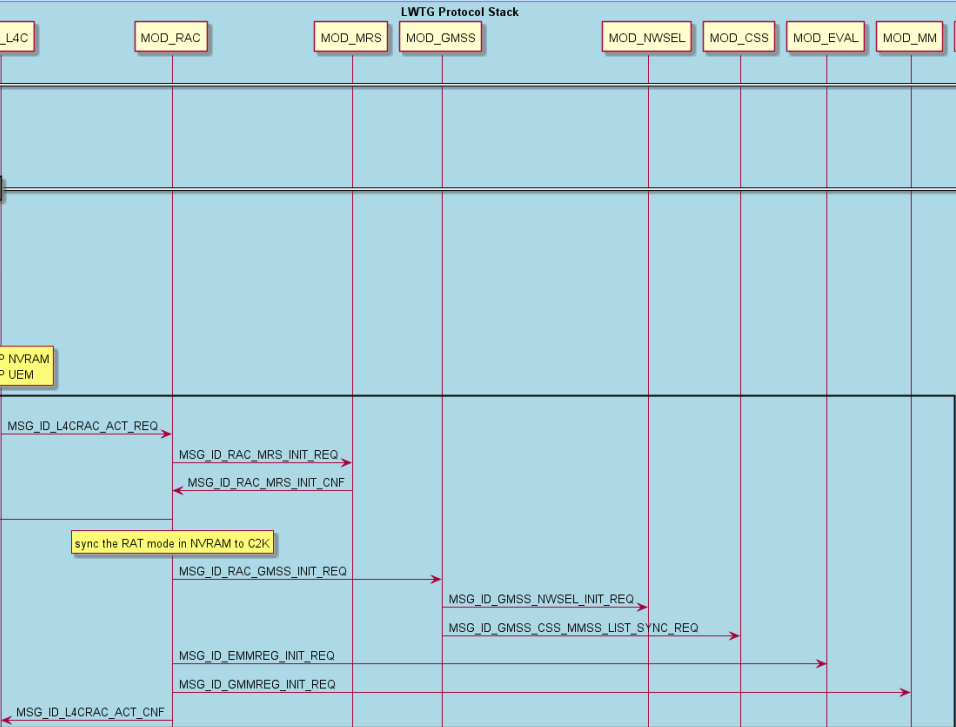 LWTG Protocol Stack
_L4C
MOD_RAC
MOD_MRS
MOD_GMSS
MOD_NWSEL
MOD_CSS
MOD_EVAL
MOD_MM
P NVRAM
P UEM
MSG_ID_L4CRAC_ACT_REQ
MSG_ID_RAC_MRS_INIT_REQ
MSG_ID_RAC_MRS_INIT_CNF
sync the RAT mode in NVRAM to C2K
MSG_ID_RAC_GMSS_INIT_REQ
MSG_ID_GMSS_NWSEL_INIT_REQ
MSG_ID_GMSS_CSS_MMSS_LIST_SYNC_REQ
MSG_ID_EMMREG_INIT_REQ
MSG_ID_GMMREG_INIT_REQ
MSG_ID_L4CRAC_ACT_CNF